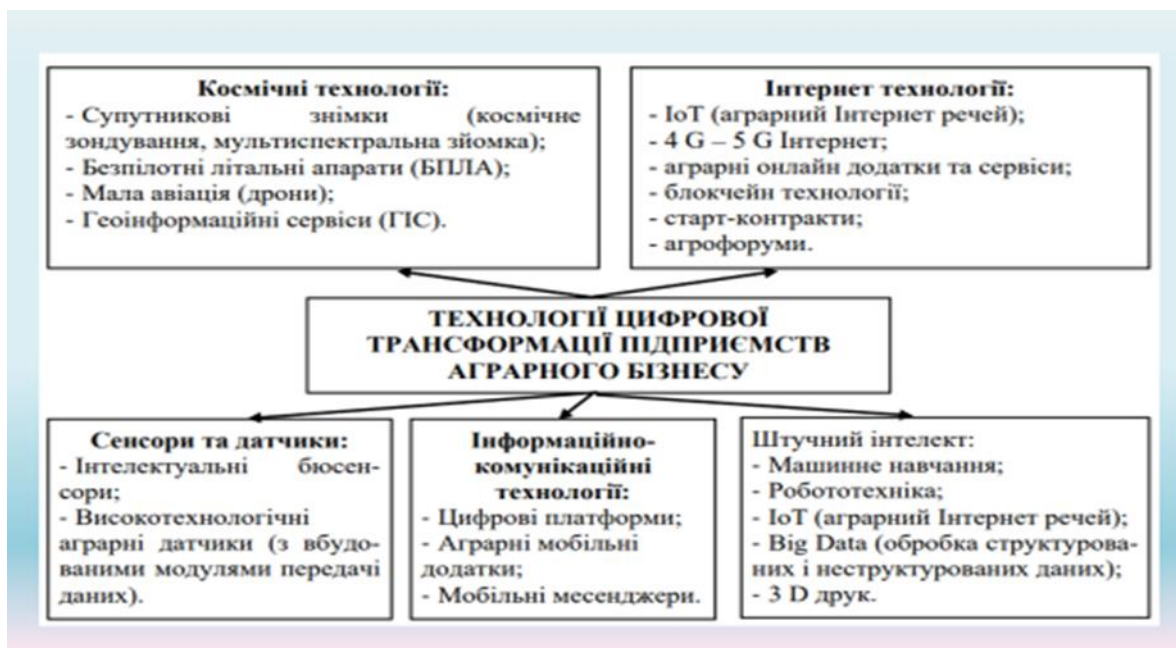 Космічні технології:
- Супутникові знімки (космічне
зондування, мультиспектральна зйомка);
- Безпілотні літальні апарати (БПЛА);
- Мала авіація (дрони);
- Геоінформаційні сервіси (ГІС).
Інтернет технології:
- IoT (аграрний Інтернет речей);
- 4 G – 5 G Інтернет;
- аграрні онлайн додатки та сервіси;
- блокчейн технології;
- старт-контракти;
- агрофоруми.
ТЕХНОЛОГІЇ ЦИФРОВОЇ
ТРАНСФОРМАЦІЇ ПІДПРИЄМСТВ
АГРАРНОГО БІЗНЕСУ
Сенсори та датчики:
- Інтелектуальні бюсен-
сори;
- Високотехнологічні
аграрні датчики (з вбудо-
ваними модулями передачі
даних).
Інформаційно-
комунікаційні
технології:
- Цифрові платформи;
- Аграрні мобільні
додатки;
- Мобільні месенджери.
Штучний інтелект:
- Машинне навчання;
- Робототехніка;
- IoT (аграрний Інтернет речей);
- Big Data (обробка структурова-
них і неструктурованих даних);
- 3 D друк.